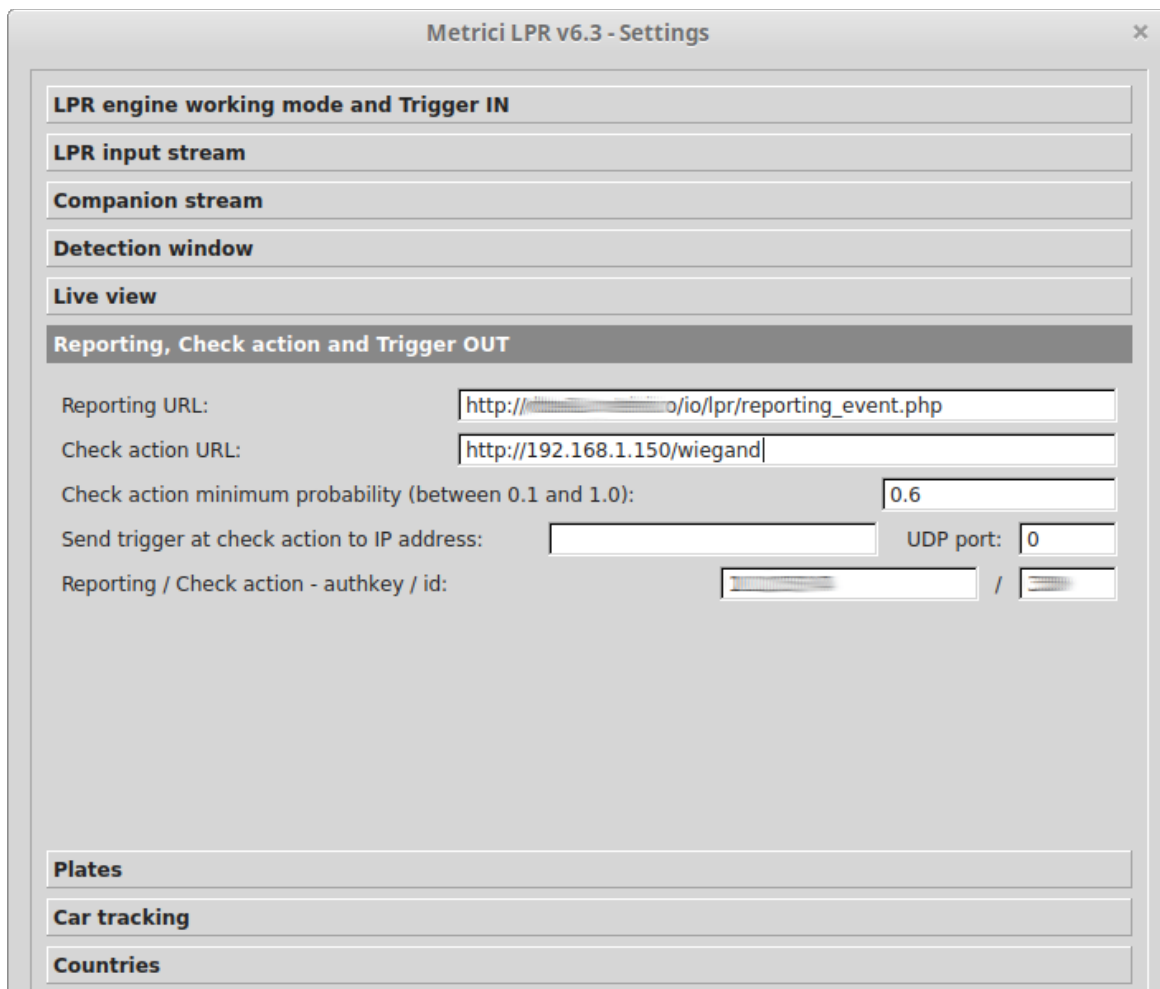 Metrici LPR v6.3 - Settings ×
LPR engine working mode and Trigger IN
LPR input stream
Companion stream
Detection window
Live view
Reporting, Check action and Trigger OUT
Reporting URL: http:// o/io/lpr/reporting_event.php
Check action URL: http://192.168.1.150/wiegand
Check action minimum probability (between 0.1 and 1.0): 0.6
Send trigger at check action to IP address: UDP port: 0
Reporting / Check action - authkey / id: 1 /
Plates
Car tracking
Countries